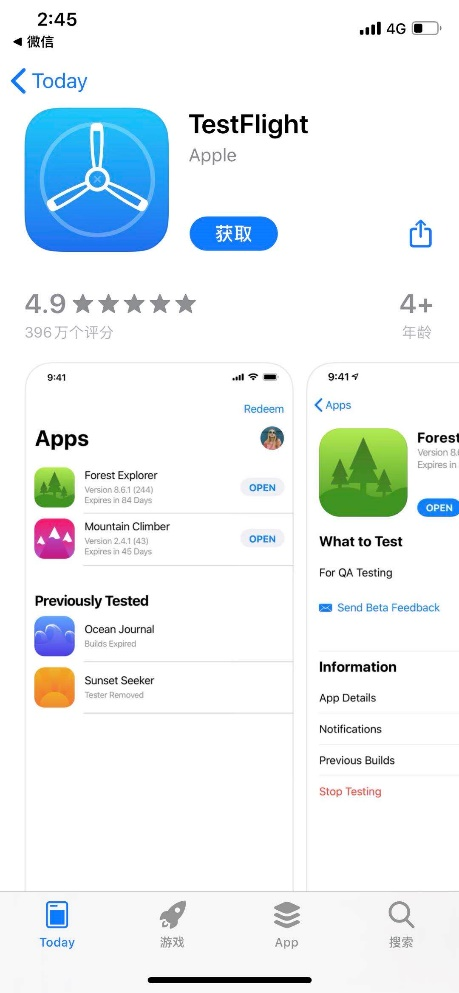 2:45
4G
◀ 微信
Today
TestFlight
Apple
获取
4.9 ★★★★★
4+
396万个评分
年龄
9:41
Redeem
Apps
Forest Explorer
Version 8.6.1 (244)
Expires in 84 Days
OPEN
Mountain Climber
Version 2.4.1 (43)
Expires in 45 Days
OPEN
Previously Tested
Ocean Journal
Builds Expired
Sunset Seeker
Tester Removed
9:41
Apps
Forest
Version 8.
Expires in
OPEN
What to Test
For QA Testing
Send Beta Feedback
Information
App Details
Notifications
Previous Builds
Stop Testing
Today
游戏
App
搜索